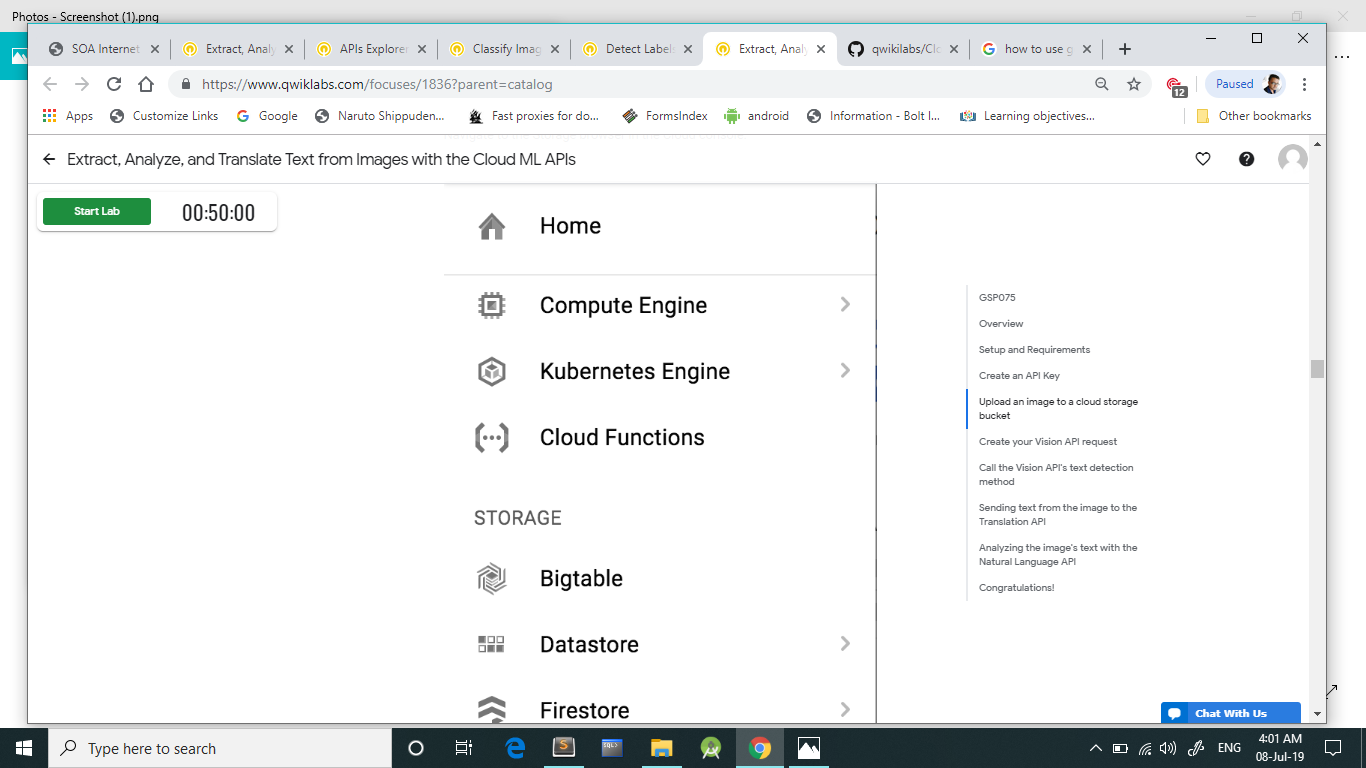 Photos - Screenshot (1).png
SOA Internet
Extract, Analy
APIs Explorer
Classify Imag
Detect Labels
Extract, Analy
qwikilabs/Clo
how to use g
https://www.qwiklabs.com/focuses/1836?parent=catalog
12
Paused
Apps
Customize Links
Google
Naruto Shippuden...
Fast proxies for do...
FormsIndex
android
Information - Bolt I...
Learning objectives...
Other bookmarks
Extract, Analyze, and Translate Text from Images with the Cloud ML APIs
Start Lab
00:50:00
Home
Compute Engine
Kubernetes Engine
Cloud Functions
STORAGE
Bigtable
Datastore
Firestore
GSP075
Overview
Setup and Requirements
Create an API Key
Upload an image to a cloud storage
bucket
Create your Vision API request
Call the Vision API's text detection
method
Sending text from the image to the
Translation API
Analyzing the image's text with the
Natural Language API
Congratulations!
Chat With Us
Type here to search
ENG
4:01 AM
08-Jul-19